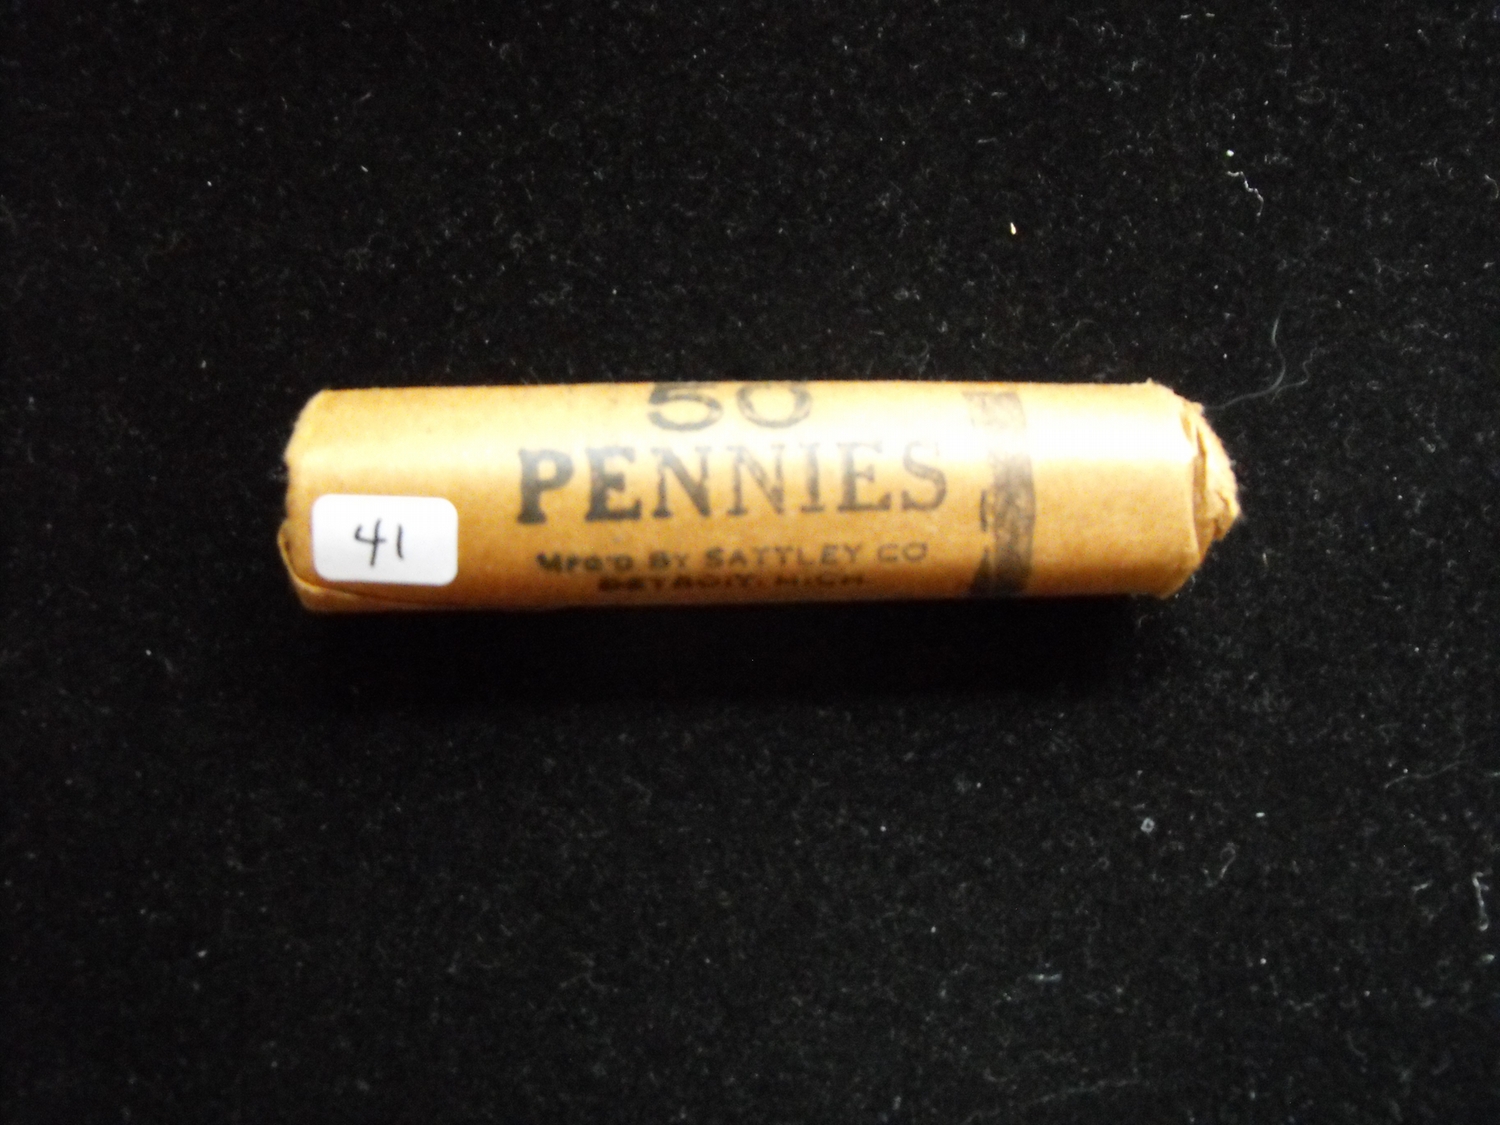 50
PENNIES
MFG'D BY SATTLEY CO
DETROIT, MICH.
41